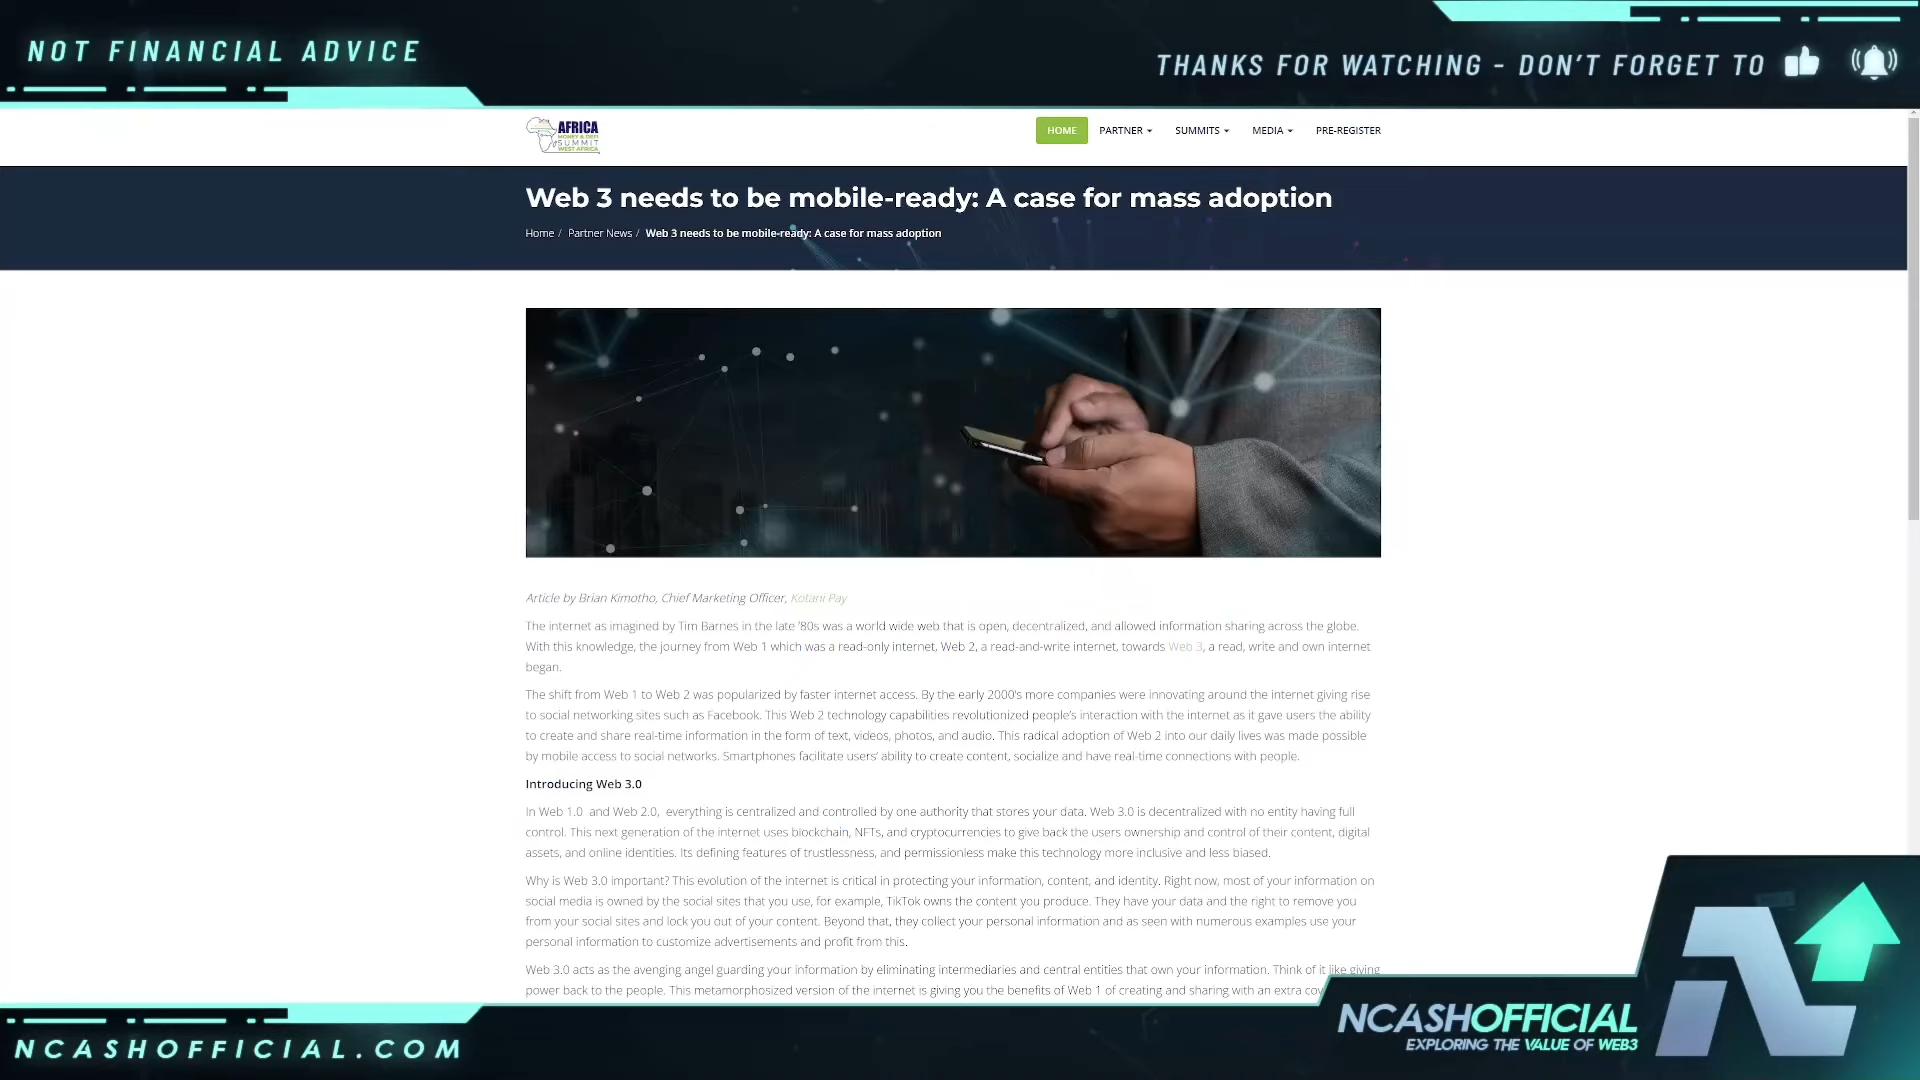 NOT FINANCIAL ADVICE
THANKS FOR WATCHING - DON'T FORGET TO
AFRICA
MONEY & DEFI
SUMMIT
WEST AFRICA
HOME
PARTNER
SUMMITS
MEDIA
PRE-REGISTER
Web 3 needs to be mobile-ready: A case for mass adoption
Home / Partner News / Web 3 needs to be mobile-ready: A case for mass adoption
Article by Brian Kimotho, Chief Marketing Officer, Kotani Pay
The internet as imagined by Tim Barnes in the late '80s was a world wide web that is open, decentralized, and allowed information sharing across the globe.
With this knowledge, the journey from Web 1 which was a read-only internet, Web 2, a read-and-write internet, towards Web 3, a read, write and own internet
began.
The shift from Web 1 to Web 2 was popularized by faster internet access. By the early 2000's more companies were innovating around the internet giving rise
to social networking sites such as Facebook. This Web 2 technology capabilities revolutionized people's interaction with the internet as it gave users the ability
to create and share real-time information in the form of text, videos, photos, and audio. This radical adoption of Web 2 into our daily lives was made possible
by mobile access to social networks. Smartphones facilitate users' ability to create content, socialize and have real-time connections with people.
Introducing Web 3.0
In Web 1.0 and Web 2.0, everything is centralized and controlled by one authority that stores your data. Web 3.0 is decentralized with no entity having full
control. This next generation of the internet uses blockchain, NFTs, and cryptocurrencies to give back the users ownership and control of their content, digital
assets, and online identities. Its defining features of trustlessness, and permissionless make this technology more inclusive and less biased.
Why is Web 3.0 important? This evolution of the internet is critical in protecting your information, content, and identity. Right now, most of your information on
social media is owned by the social sites that you use, for example, TikTok owns the content you produce. They have your data and the right to remove you
from your social sites and lock you out of your content. Beyond that, they collect your personal information and as seen with numerous examples use your
personal information to customize advertisements and profit from this.
Web 3.0 acts as the avenging angel guarding your information by eliminating intermediaries and central entities that own your information. Think of it like giving
power back to the people. This metamorphosized version of the internet is giving you the benefits of Web 1 of creating and sharing with an extra
NCASHOFFICIAL.COM
NCASHOFFICIAL
EXPLORING THE VALUE OF WEB3